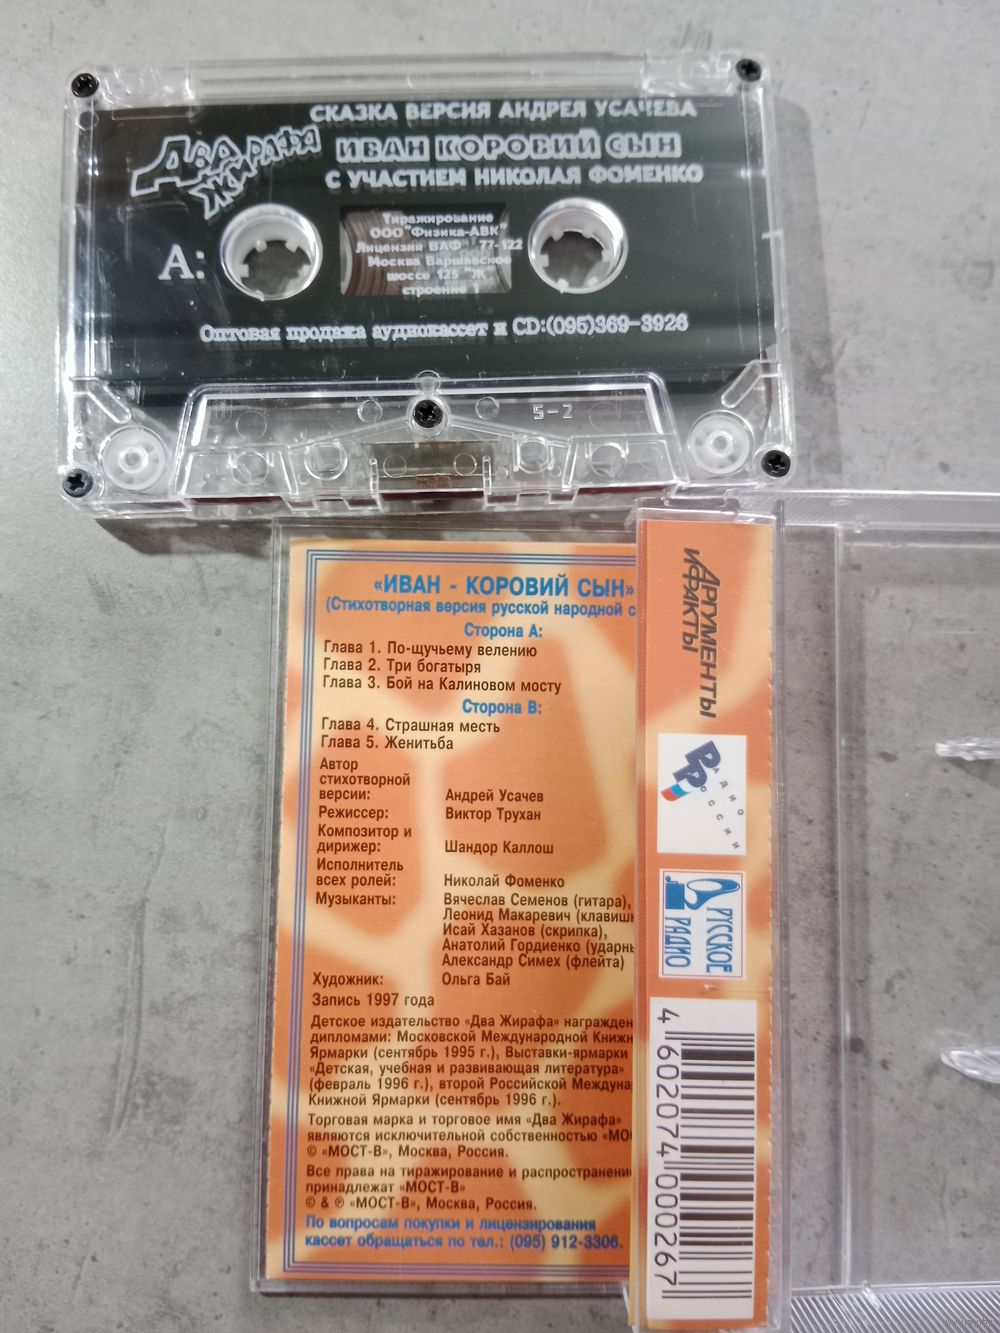 СКАЗКА ВЕРСИЯ АНДРЕЯ УСАЧЕВА
ДВА ЖИРАФА
ИВАН КОРОВИЙ СЫН
С УЧАСТИЕМ НИКОЛАЯ ФОМЕНКО
Тиражирование
ООО "Физика-АВК"
Лицензия ВАФ 77-122
Москва Варшавское
шоссе 125 "Ж"
строение 1
A:
Оптовая продажа аудиокассет и CD:(095)369-3926
5-2
«ИВАН - КОРОВИЙ СЫН»
(Стихотворная версия русской народной с
Сторона А:
Глава 1. По-щучьему велению
Глава 2. Три богатыря
Глава 3. Бой на Калиновом мосту
Сторона В:
Глава 4. Страшная месть
Глава 5. Женитьба
Автор
стихотворной
версии: Андрей Усачев
Режиссер: Виктор Трухан
Композитор и
дирижер: Шандор Каллош
Исполнитель
всех ролей: Николай Фоменко
Музыканты: Вячеслав Семенов (гитара),
Леонид Макаревич (клавиши
Исай Хазанов (скрипка),
Анатолий Гордиенко (ударны
Александр Симех (флейта)
Художник: Ольга Бай
Запись 1997 года
Детское издательство «Два Жирафа» награжден
дипломами: Московской Международной Книжн
Ярмарки (сентябрь 1995 г.), Выставки-ярмарки
«Детская, учебная и развивающая литература»
(февраль 1996 г.), второй Российской Междуна
Книжной Ярмарки (сентябрь 1996 г.).
Торговая марка и торговое имя «Два Жирафа»
являются исключительной собственностью «МО
© «МОСТ-В», Москва, Россия.
Все права на тиражирование и распространение
принадлежат «МОСТ-В»
© & ℗ «МОСТ-В», Москва, Россия.
По вопросам покупки и лицензирования
кассет обращаться по тел.: (095) 912-3306.
АРГУМЕНТЫ
И ФАКТЫ
РАДИО
РОССИИ
РУССКОЕ
РАДИО
4 602074 000267